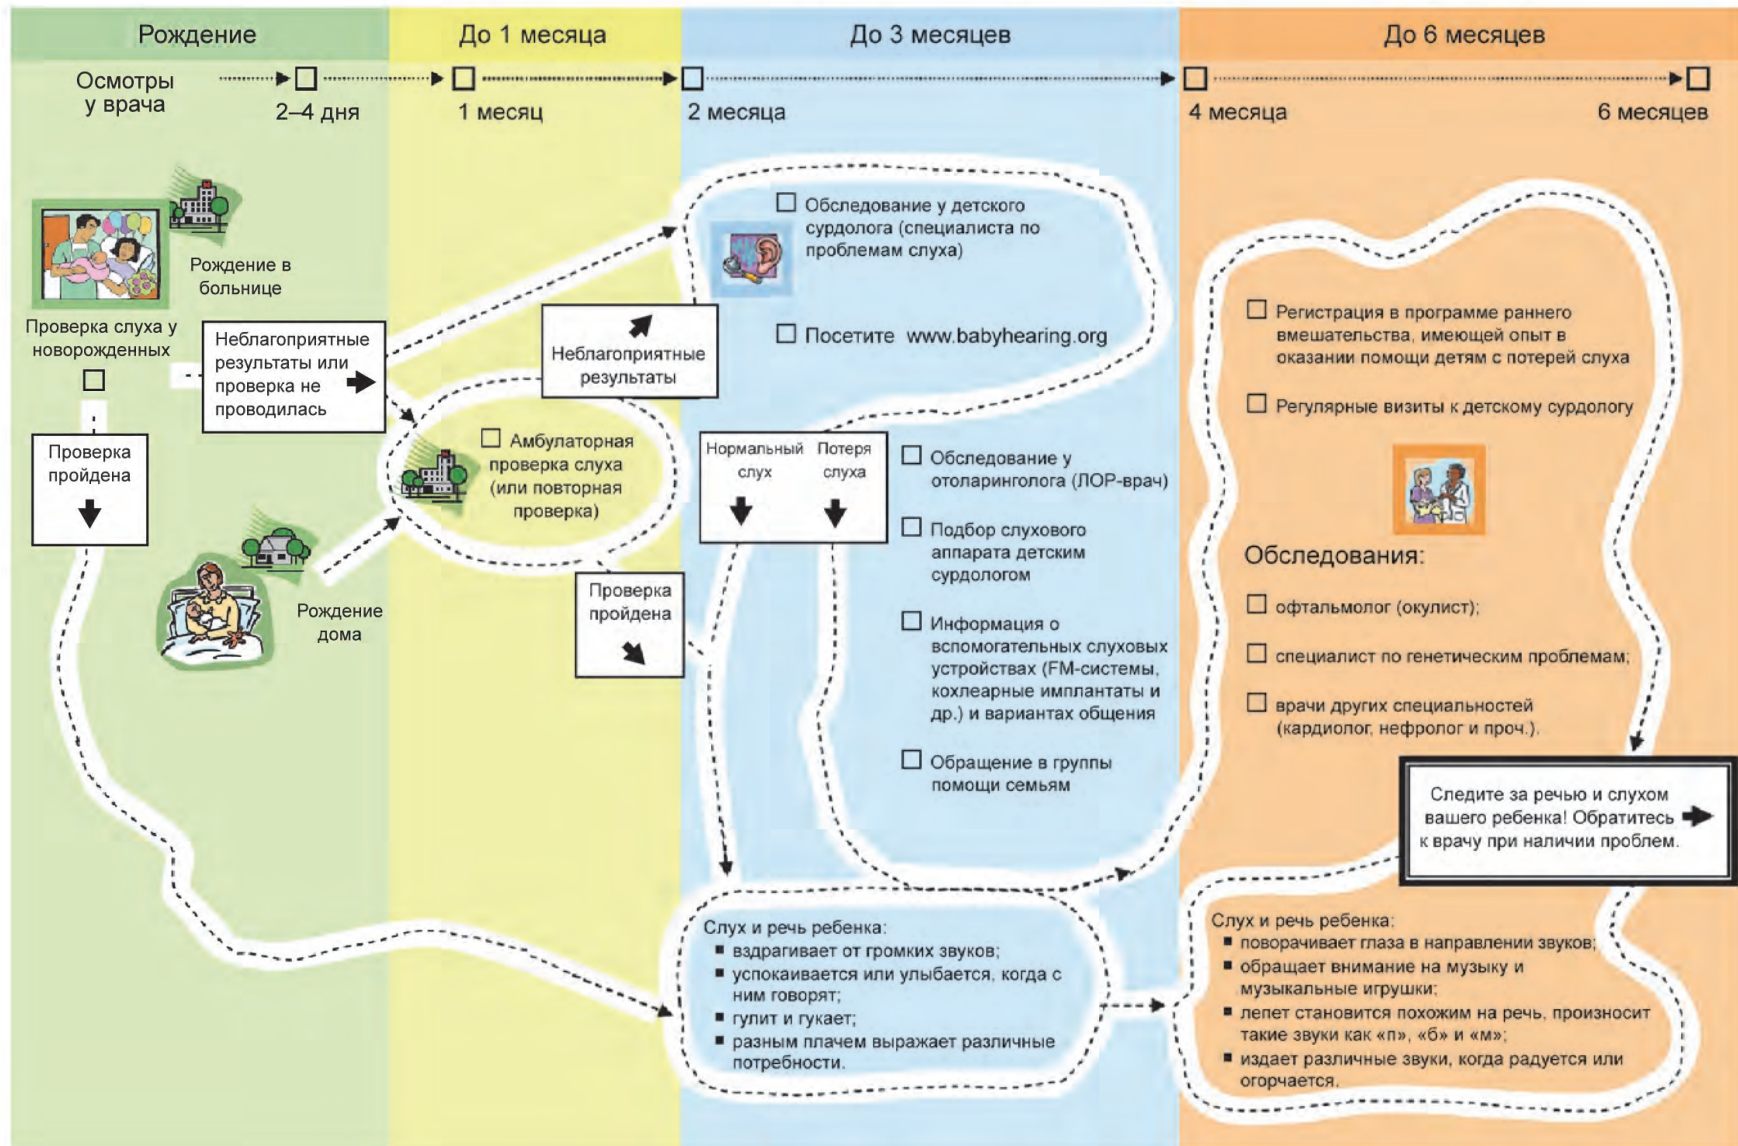 Рождение
До 1 месяца
До 3 месяцев
До 6 месяцев
Осмотры
у врача
2–4 дня
1 месяц
2 месяца
4 месяца
6 месяцев
Рождение в
больнице
Проверка слуха у
новорожденных
Неблагоприятные
результаты или
проверка не
проводилась
Проверка
пройдена
Рождение
дома
Неблагоприятные
результаты
Амбулаторная
проверка слуха
(или повторная
проверка)
Проверка
пройдена
Обследование у детского
сурдолога (специалиста по
проблемам слуха)
Посетите www.babyhearing.org
Нормальный
слух
Потеря
слуха
Обследование у
отоларинголога (ЛОР-врач)
Подбор слухового
аппарата детским
сурдологом
Информация о
вспомогательных слуховых
устройствах (FM-системы,
кохлеарные имплантаты и
др.) и вариантах общения
Обращение в группы
помощи семьям
Слух и речь ребенка:
▪ вздрагивает от громких звуков;
▪ успокаивается или улыбается, когда с
ним говорят;
▪ гулит и гукает;
▪ разным плачем выражает различные
потребности.
Регистрация в программе раннего
вмешательства, имеющей опыт в
оказании помощи детям с потерей слуха
Регулярные визиты к детскому сурдологу
Обследования:
офтальмолог (окулист);
специалист по генетическим проблемам;
врачи других специальностей
(кардиолог, нефролог и проч.).
Следите за речью и слухом
вашего ребенка! Обратитесь
к врачу при наличии проблем.
Слух и речь ребенка:
▪ поворачивает глаза в направлении звуков;
▪ обращает внимание на музыку и
музыкальные игрушки;
▪ лепет становится похожим на речь, произносит
такие звуки как «п», «б» и «м»;
▪ издает различные звуки, когда радуется или
огорчается.